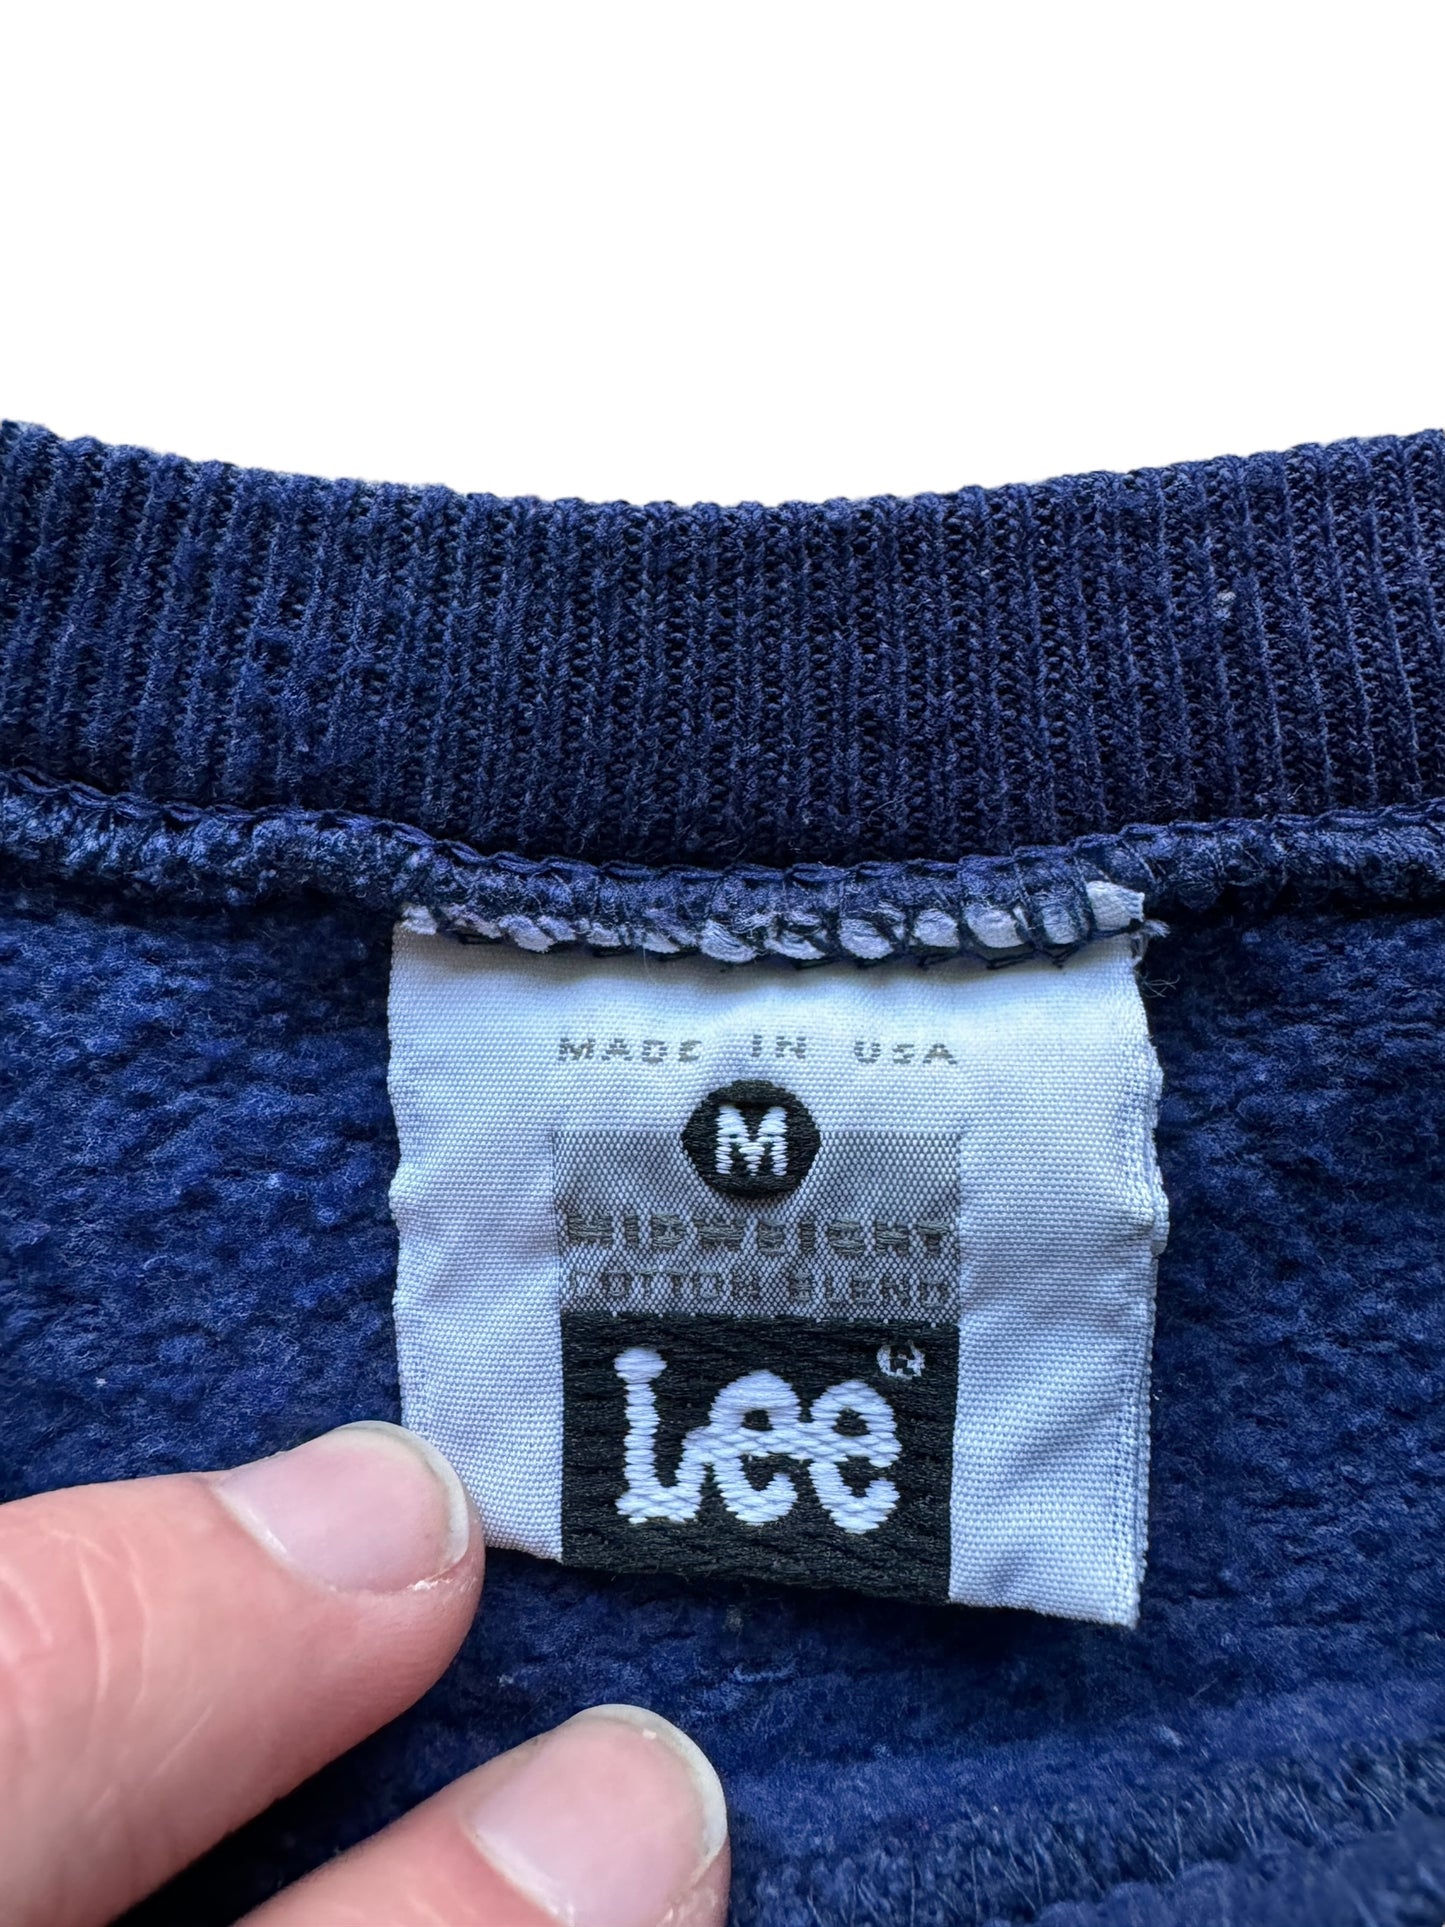 MADE IN USA
M
MIDWEIGHT
COTTON BLEND
Lee®